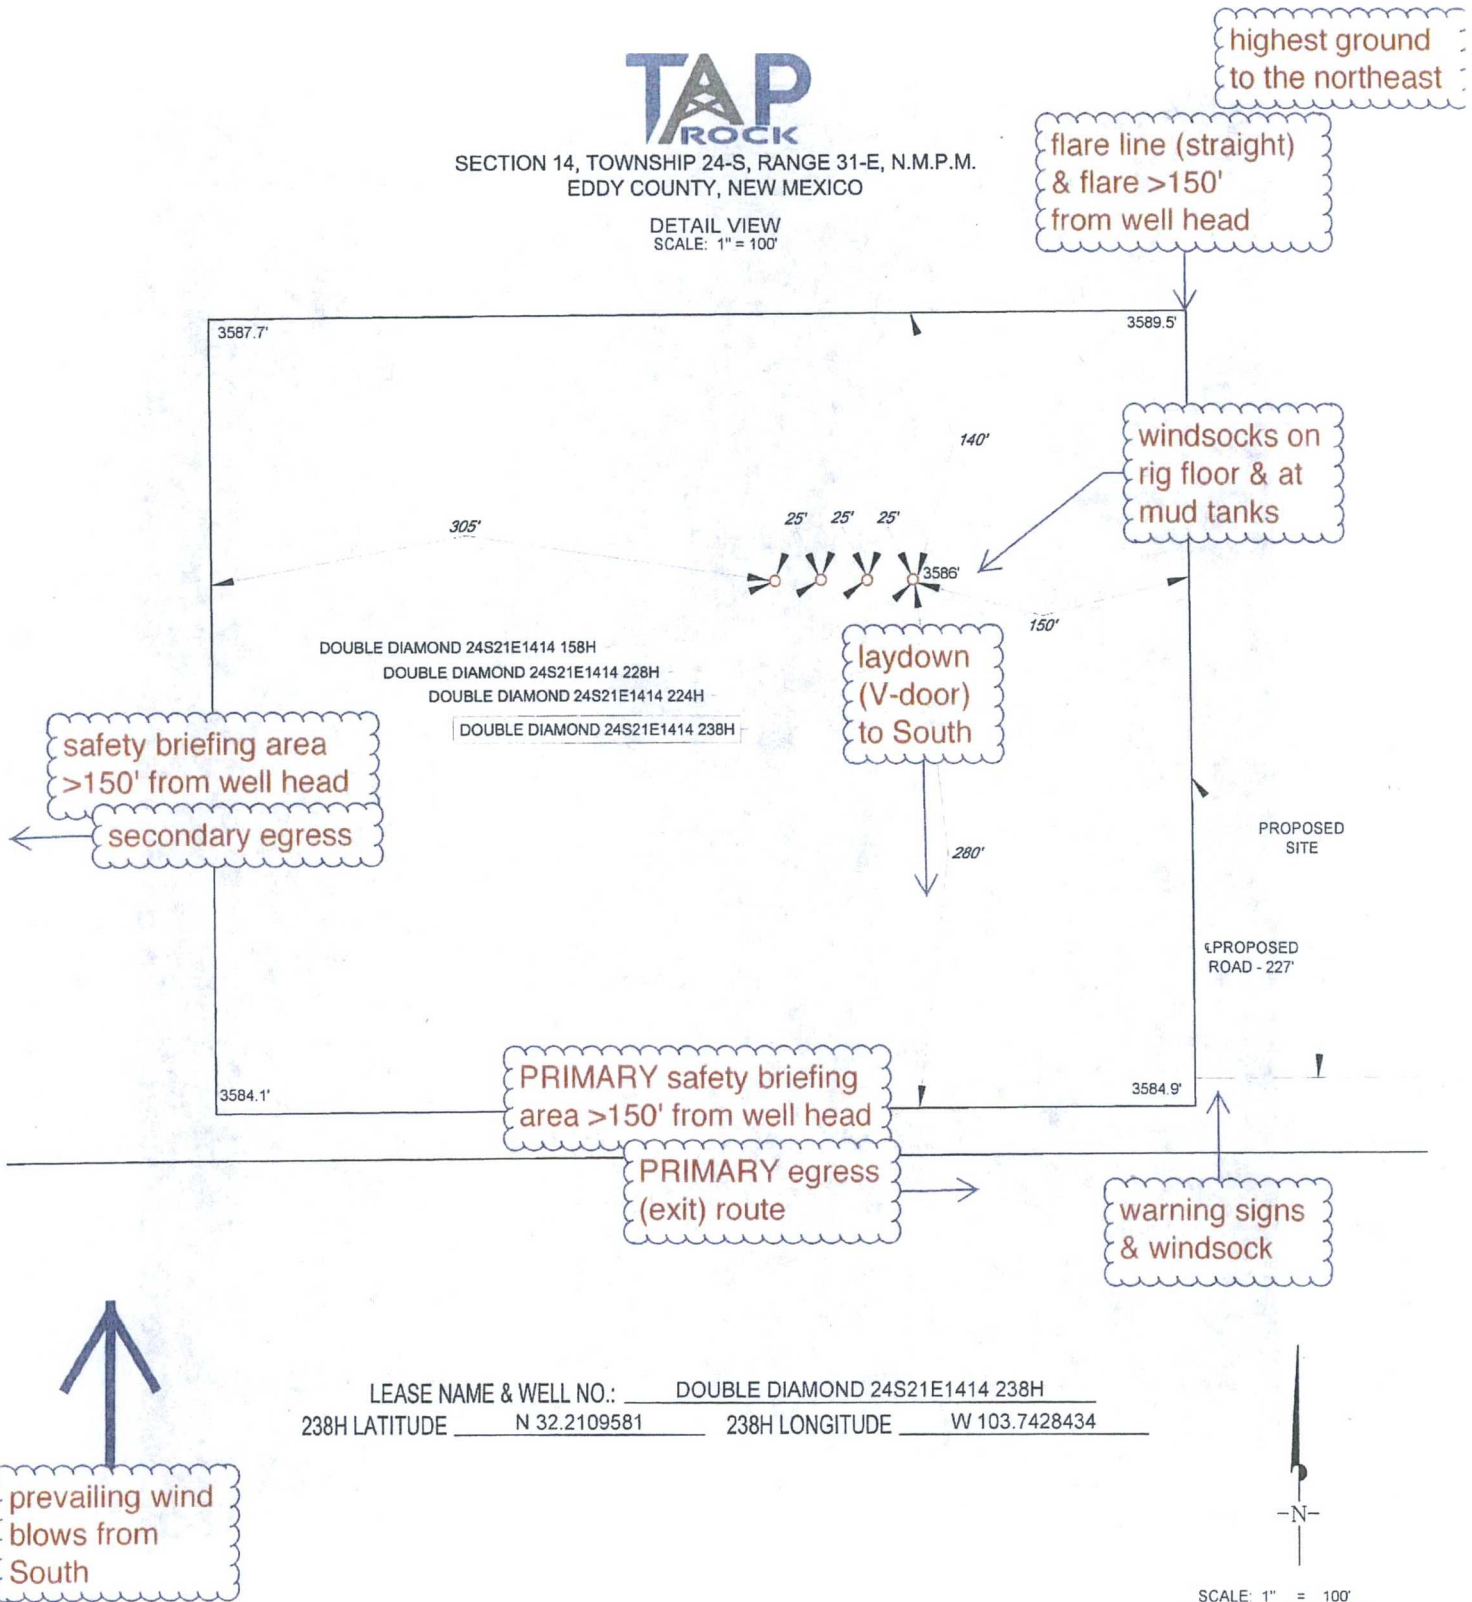 highest ground
to the northeast
TAP
ROCK
SECTION 14, TOWNSHIP 24-S, RANGE 31-E, N.M.P.M.
EDDY COUNTY, NEW MEXICO
DETAIL VIEW
SCALE: 1" = 100'
flare line (straight)
& flare >150'
from well head
3587.7'
3589.5'
windsocks on
rig floor & at
mud tanks
140'
305'
25' 25' 25'
3586'
150'
DOUBLE DIAMOND 24S21E1414 158H
DOUBLE DIAMOND 24S21E1414 228H
DOUBLE DIAMOND 24S21E1414 224H
DOUBLE DIAMOND 24S21E1414 238H
laydown
(V-door)
to South
safety briefing area
>150' from well head
secondary egress
280'
PROPOSED
SITE
℄PROPOSED
ROAD - 227'
3584.1'
PRIMARY safety briefing
area >150' from well head
3584.9'
PRIMARY egress
(exit) route
warning signs
& windsock
LEASE NAME & WELL NO.: DOUBLE DIAMOND 24S21E1414 238H
238H LATITUDE N 32.2109581 238H LONGITUDE W 103.7428434
prevailing wind
blows from
South
-N-
SCALE: 1" = 100'